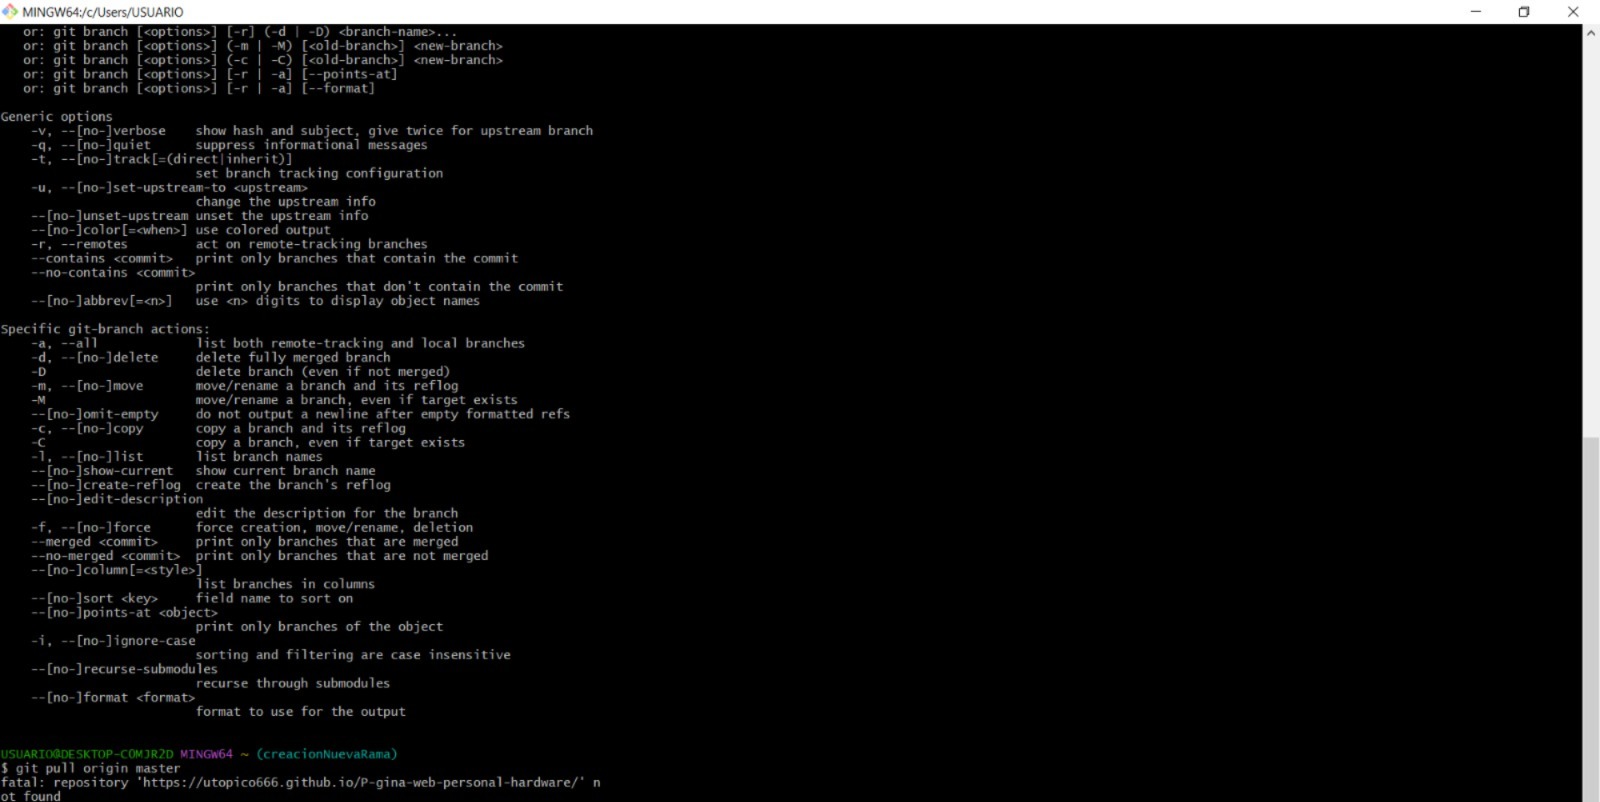 MINGW64:/c/Users/USUARIO
or: git branch [<options>] [-r] (-d | -D) <branch-name>...
or: git branch [<options>] (-m | -M) [<old-branch>] <new-branch>
or: git branch [<options>] (-c | -C) [<old-branch>] <new-branch>
or: git branch [<options>] [-r | -a] [--points-at]
or: git branch [<options>] [-r | -a] [--format]
Generic options
-v, --[no-]verbose    show hash and subject, give twice for upstream branch
-q, --[no-]quiet      suppress informational messages
-t, --[no-]track[=(direct|inherit)]
set branch tracking configuration
-u, --[no-]set-upstream-to <upstream>
change the upstream info
--[no-]unset-upstream unset the upstream info
--[no-]color[=<when>] use colored output
-r, --remotes         act on remote-tracking branches
--contains <commit>   print only branches that contain the commit
--no-contains <commit>
print only branches that don't contain the commit
--[no-]abbrev[=<n>]   use <n> digits to display object names
Specific git-branch actions:
-a, --all             list both remote-tracking and local branches
-d, --[no-]delete     delete fully merged branch
-D                    delete branch (even if not merged)
-m, --[no-]move       move/rename a branch and its reflog
-M                    move/rename a branch, even if target exists
--[no-]omit-empty     do not output a newline after empty formatted refs
-c, --[no-]copy       copy a branch and its reflog
-C                    copy a branch, even if target exists
-l, --[no-]list       list branch names
--[no-]show-current   show current branch name
--[no-]create-reflog  create the branch's reflog
--[no-]edit-description
edit the description for the branch
-f, --[no-]force      force creation, move/rename, deletion
--merged <commit>     print only branches that are merged
--no-merged <commit>  print only branches that are not merged
--[no-]column[=<style>]
list branches in columns
--[no-]sort <key>     field name to sort on
--[no-]points-at <object>
print only branches of the object
-i, --[no-]ignore-case
sorting and filtering are case insensitive
--[no-]recurse-submodules
recurse through submodules
--[no-]format <format>
format to use for the output
USUARIO@DESKTOP-C0MJR2D MINGW64 ~ (creacionNuevaRama)
$ git pull origin master
fatal: repository 'https://utopico666.github.io/P-gina-web-personal-hardware/' n
ot found